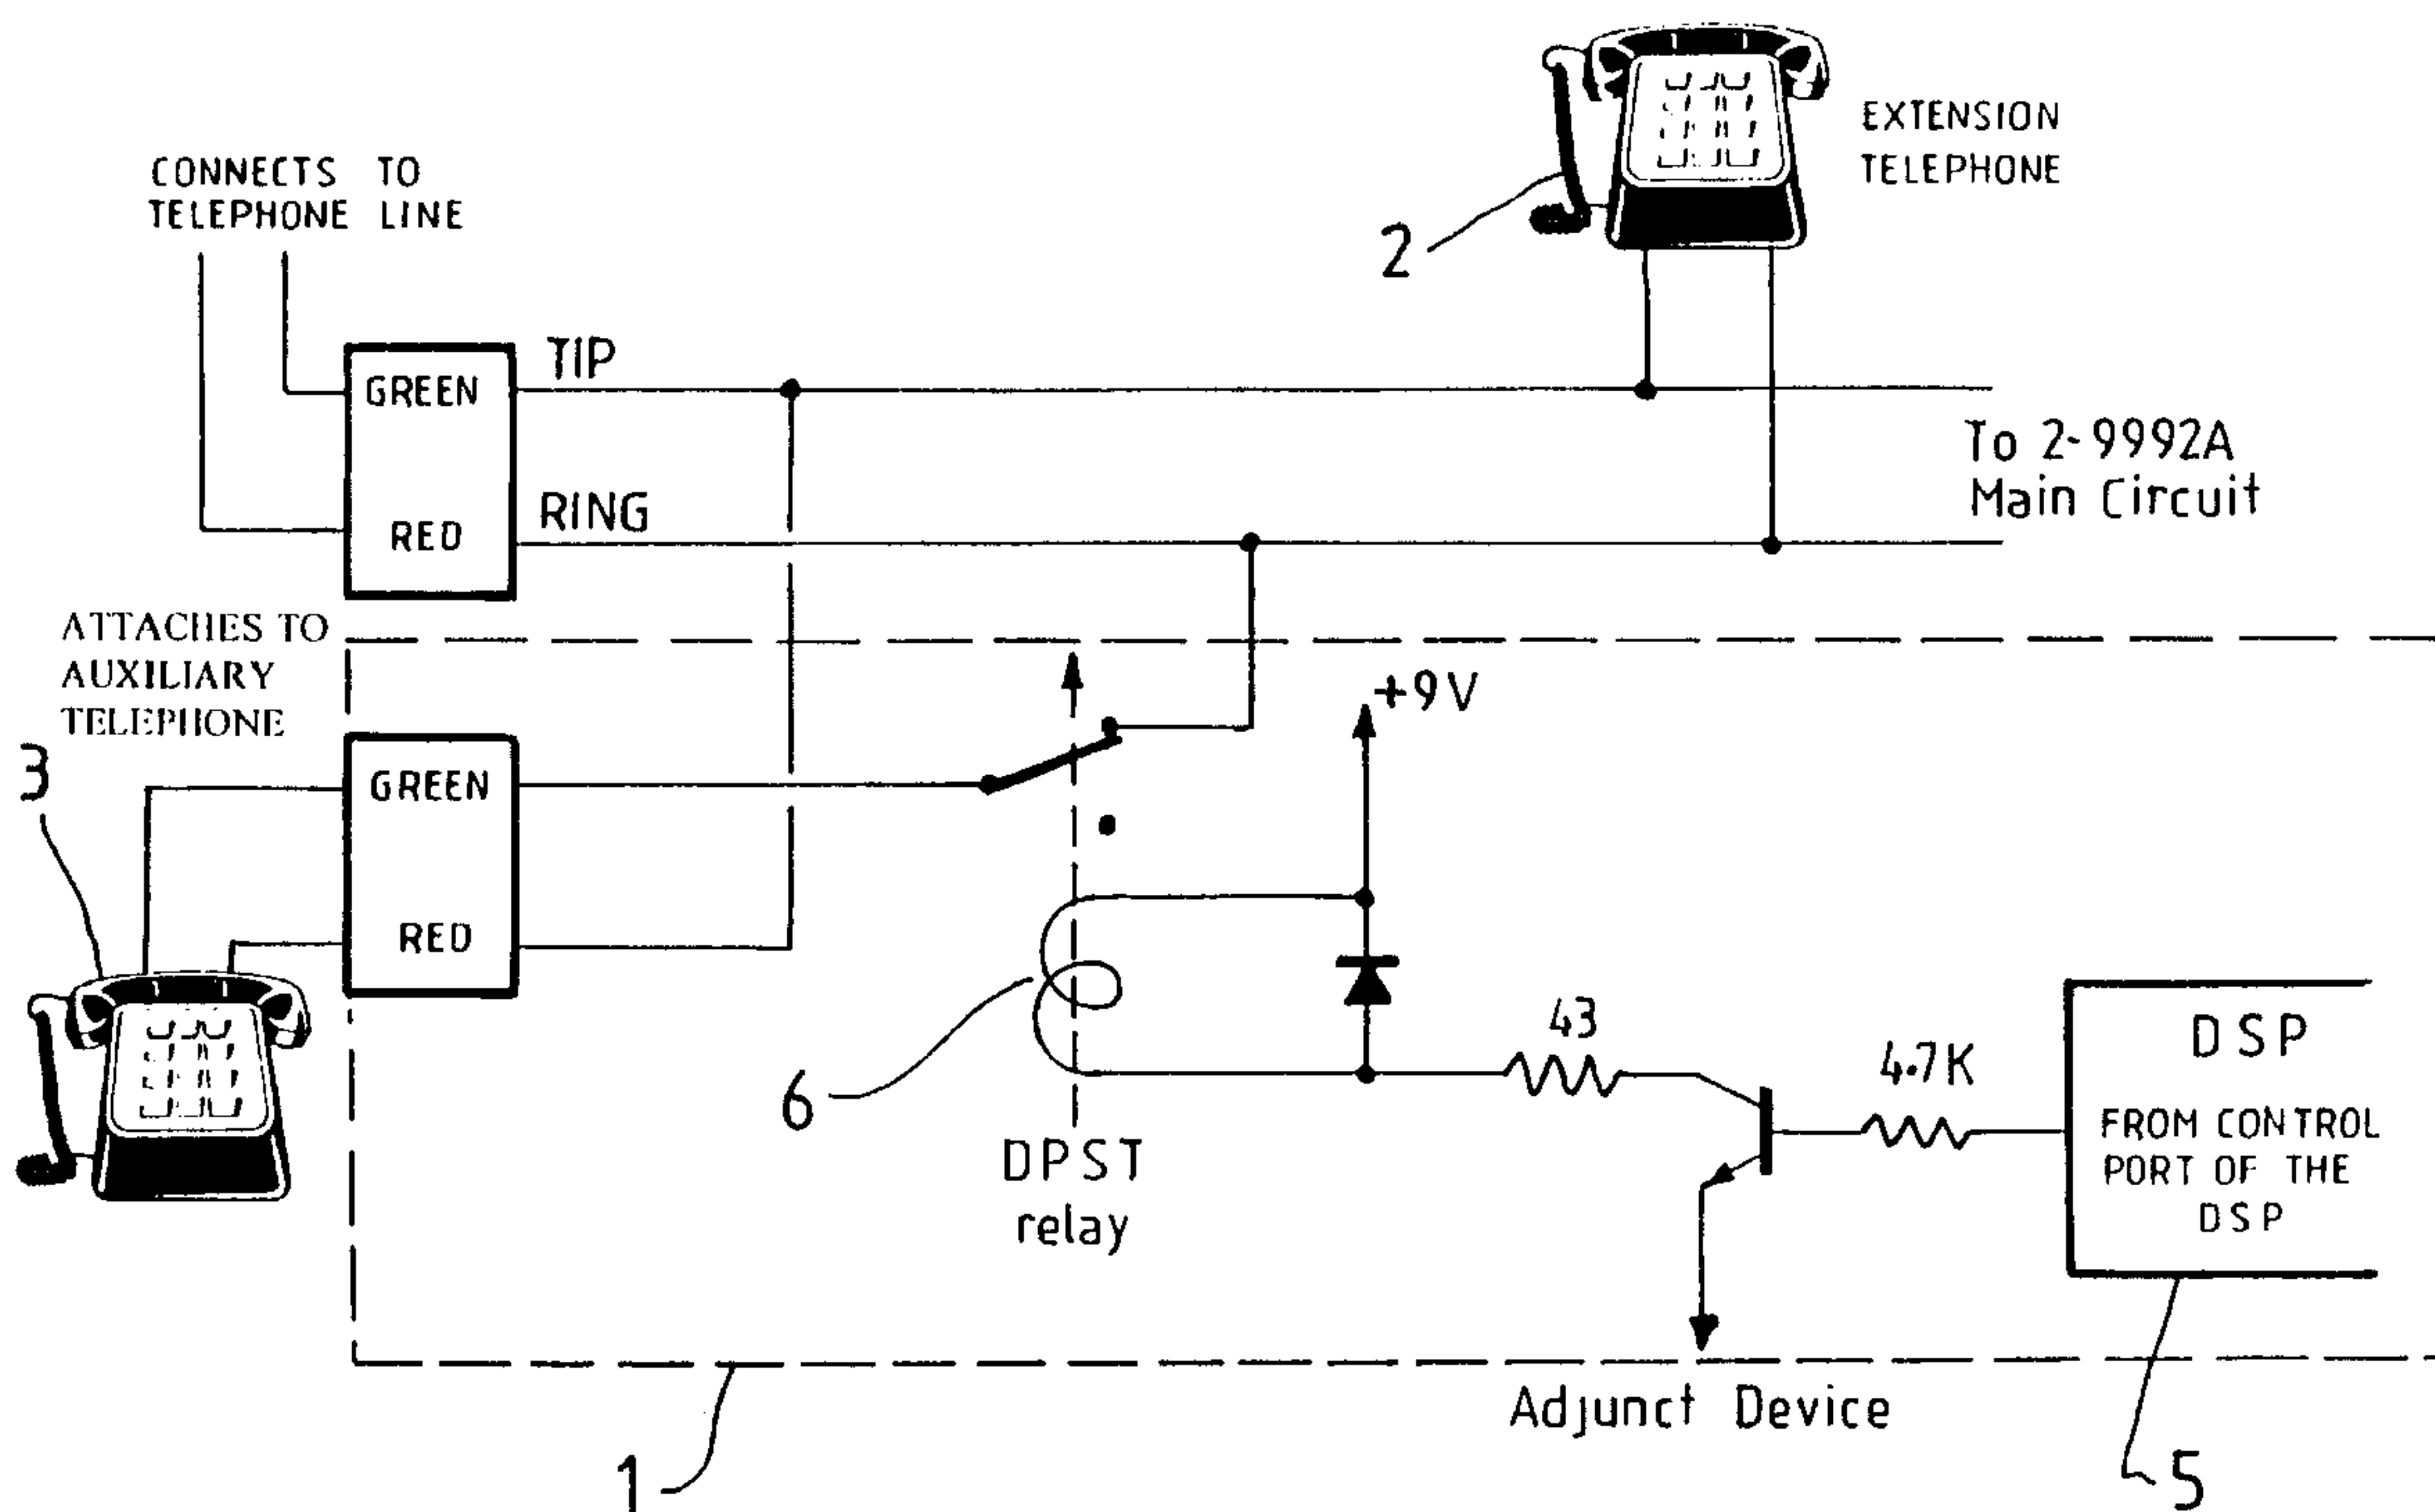 EXTENSION
TELEPHONE
2
CONNECTS TO
TELEPHONE LINE
TIP
GREEN
To 2-9992A
Main Circuit
RING
RED
ATTACHES TO
AUXILIARY
TELEPHONE
3
+9V
GREEN
RED
6
DPST
relay
43
4.7K
DSP
FROM CONTROL
PORT OF THE
DSP
Adjunct Device
1
5